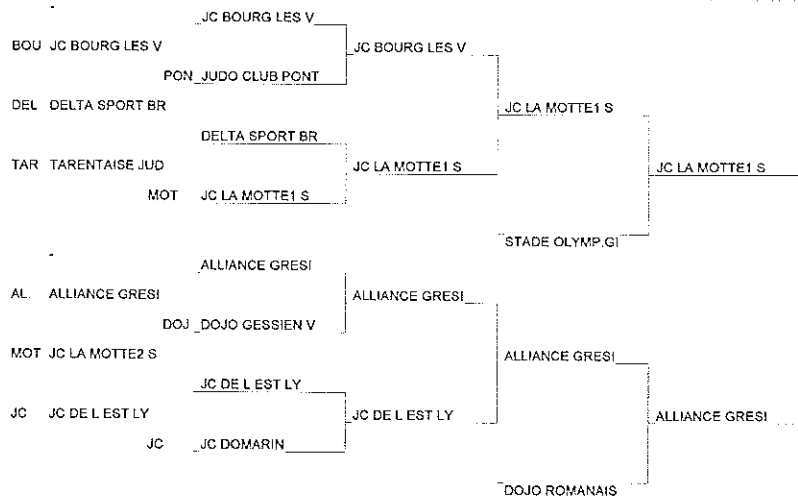 JC BOURG LES V
BOU JC BOURG LES V
JC BOURG LES V
PON JUDO CLUB PONT
DEL DELTA SPORT BR
JC LA MOTTE1 S
DELTA SPORT BR
TAR TARENTAISE JUD
JC LA MOTTE1 S
JC LA MOTTE1 S
MOT JC LA MOTTE1 S
STADE OLYMP.GI
ALLIANCE GRESI
AL. ALLIANCE GRESI
ALLIANCE GRESI
DOJ DOJO GESSIEN V
MOT JC LA MOTTE2 S
ALLIANCE GRESI
JC DE L EST LY
JC JC DE L EST LY
JC DE L EST LY
ALLIANCE GRESI
JC JC DOMARIN
DOJO ROMANAIS